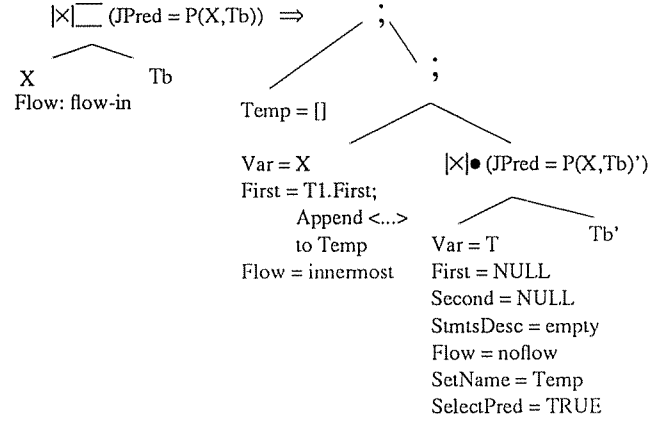 |×| (JPred = P(X,Tb)) ⇒ ;
X Tb
Flow: flow-in
;
Temp = []
Var = X
First = T1.First;
Append <...>
to Temp
Flow = innermost
|×|● (JPred = P(X,Tb)')
Var = T
First = NULL
Second = NULL
StmtsDesc = empty
Flow = noflow
SetName = Temp
SelectPred = TRUE
Tb'